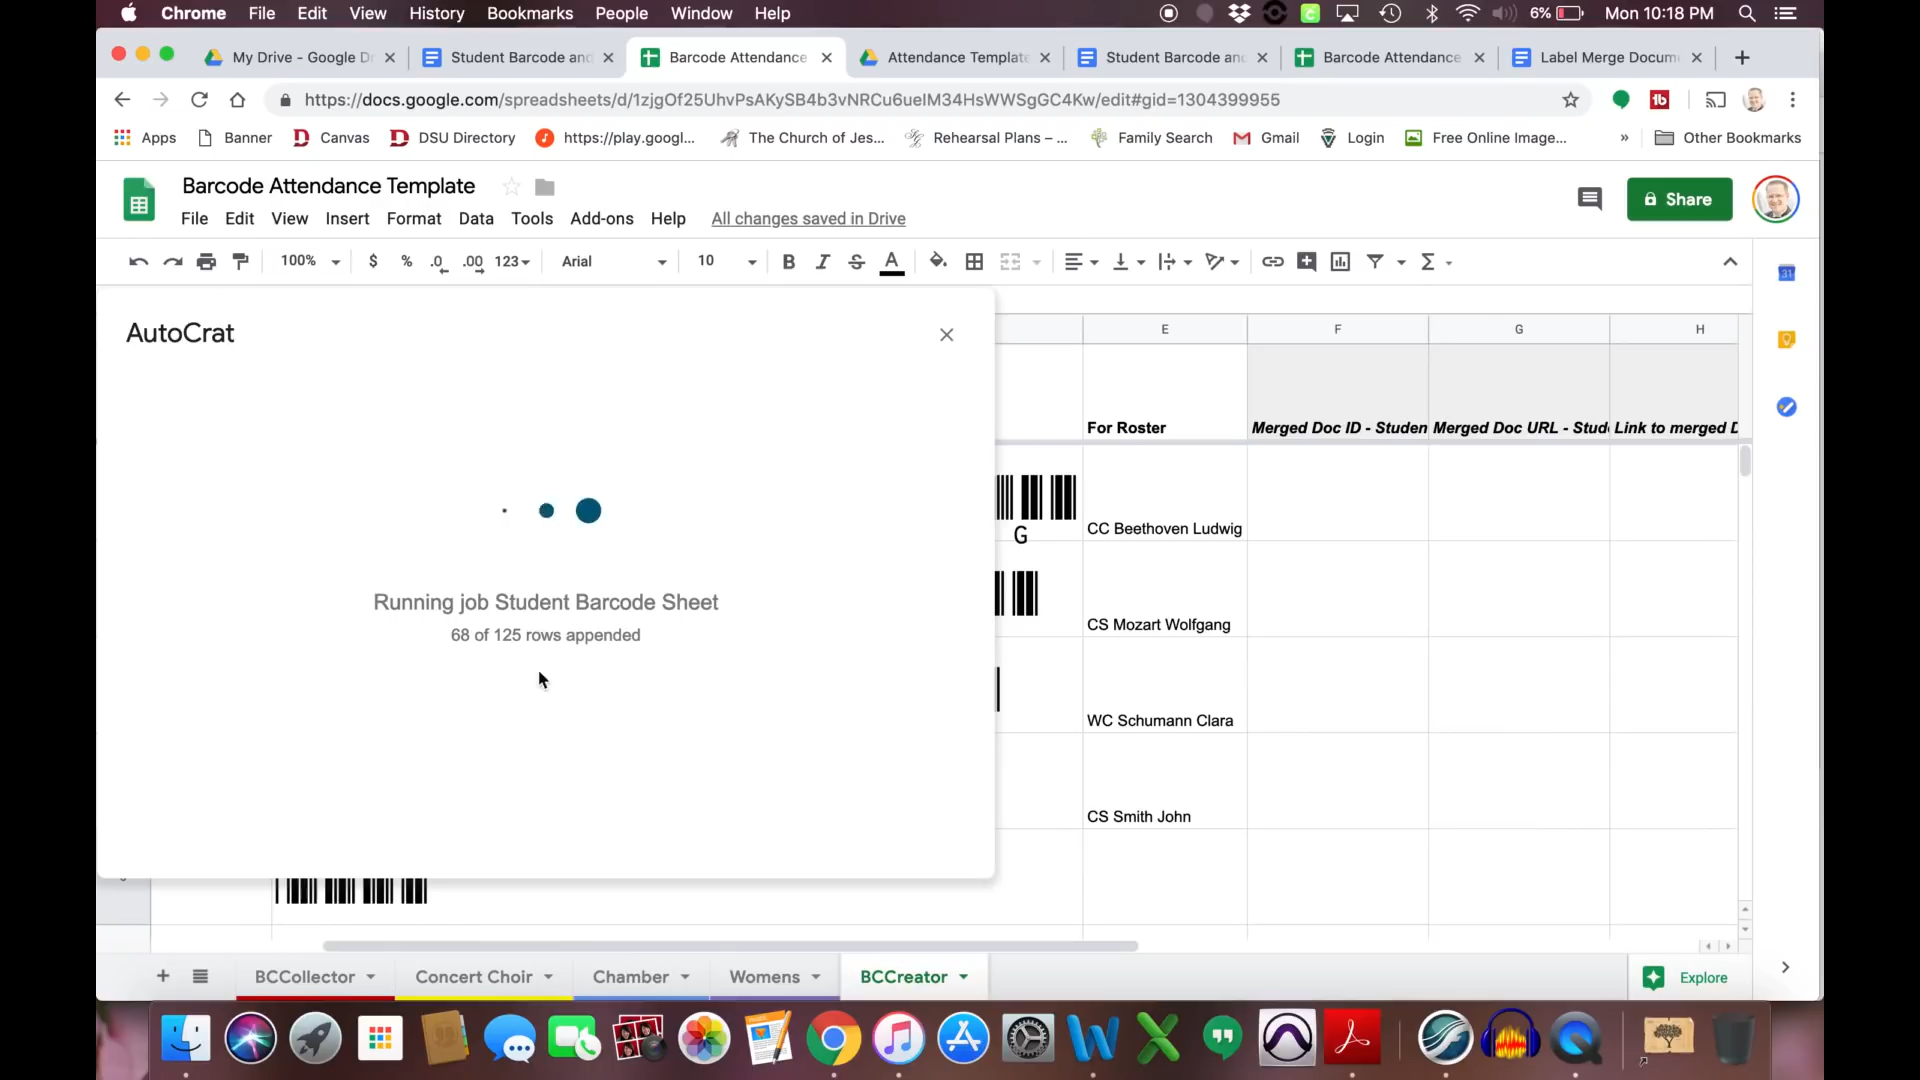 Chrome File Edit View History Bookmarks People Window Help 6% Mon 10:18 PM
My Drive - Google Dr Student Barcode and Barcode Attendance Attendance Template Student Barcode and Barcode Attendance Label Merge Docum
https://docs.google.com/spreadsheets/d/1zjgOf25UhvPsAKySB4b3vNRCu6ueIM34HsWWSgGC4Kw/edit#gid=1304399955
Apps Banner Canvas DSU Directory https://play.googl... The Church of Jes... Rehearsal Plans – ... Family Search Gmail Login Free Online Image... » Other Bookmarks
Barcode Attendance Template
File Edit View Insert Format Data Tools Add-ons Help All changes saved in Drive
Share
100% $ % .0 .00 123 Arial 10 B I S A Σ
31
AutoCrat
E F G H
For Roster Merged Doc ID - Studen Merged Doc URL - Stud Link to merged D
G
CC Beethoven Ludwig
CS Mozart Wolfgang
Running job Student Barcode Sheet
68 of 125 rows appended
WC Schumann Clara
CS Smith John
BCCollector Concert Choir Chamber Womens BCCreator Explore